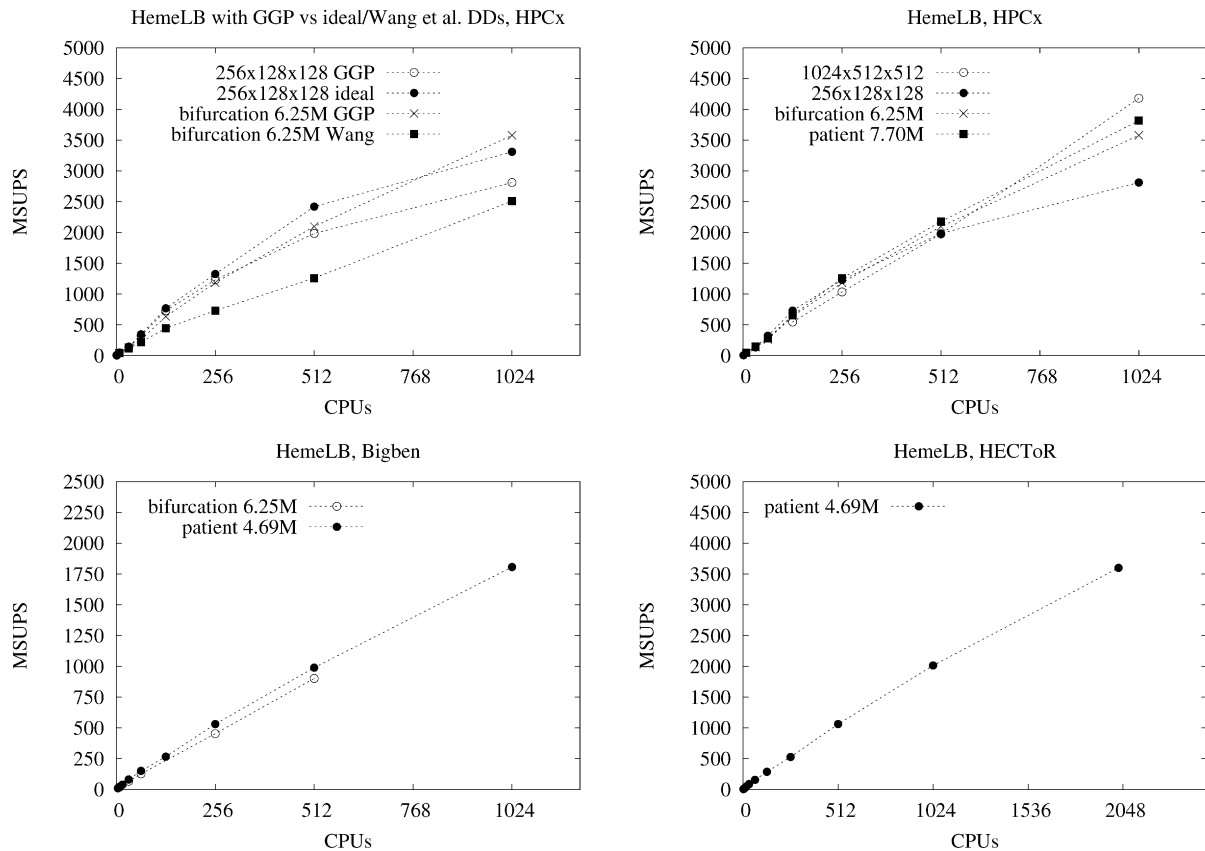 HemeLB with GGP vs ideal/Wang et al. DDs, HPCx
5000
4500
4000
3500
3000
2500
2000
1500
1000
500
0
MSUPS
256x128x128 GGP
256x128x128 ideal
bifurcation 6.25M GGP
bifurcation 6.25M Wang
0 256 512 768 1024
CPUs
HemeLB, HPCx
5000
4500
4000
3500
3000
2500
2000
1500
1000
500
0
MSUPS
1024x512x512
256x128x128
bifurcation 6.25M
patient 7.70M
0 256 512 768 1024
CPUs
HemeLB, Bigben
2500
2250
2000
1750
1500
1250
1000
750
500
250
0
MSUPS
bifurcation 6.25M
patient 4.69M
0 256 512 768 1024
CPUs
HemeLB, HECToR
5000
4500
4000
3500
3000
2500
2000
1500
1000
500
0
MSUPS
patient 4.69M
0 512 1024 1536 2048
CPUs